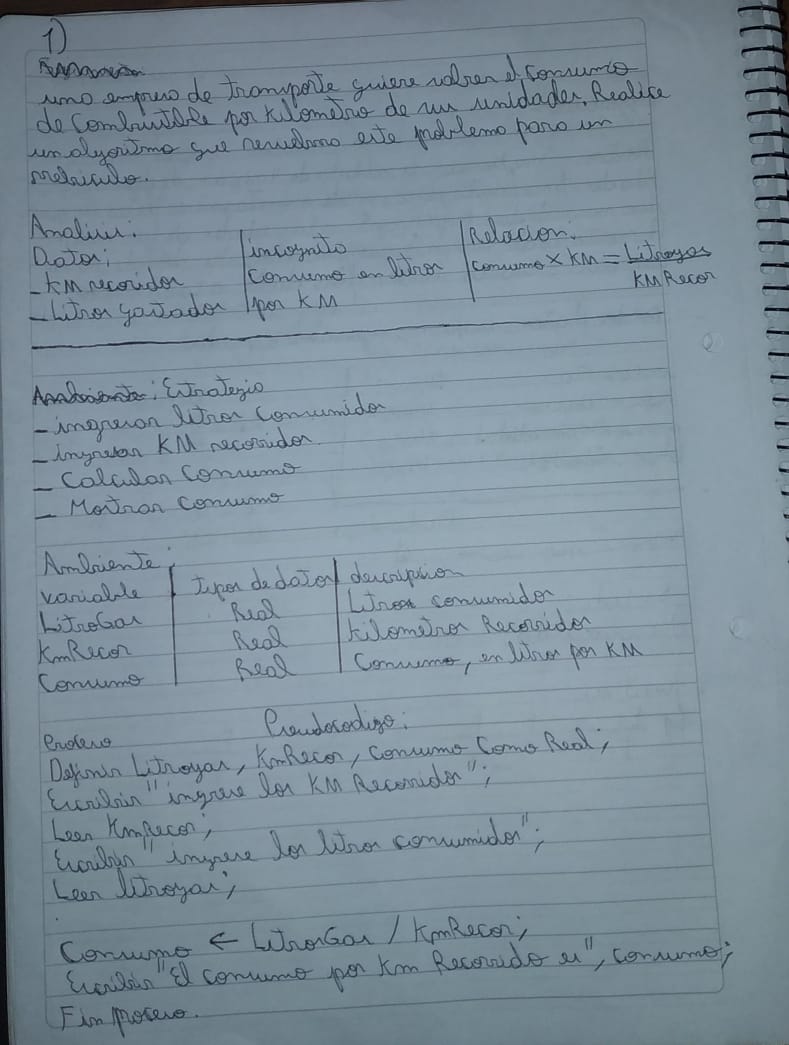 1)
una empresa de transporte quiere saber el consumo
de combustible por kilometro de sus unidades. Realice
un algoritmo que resuelva este problema para un
vehiculo.
Analisis:
Datos: | incognita | Relacion:
- KM recorridos | Consumo en litros | consumo x KM = Litrogas
- Litros gastados | por KM | KM Recor
Ambiente: Estrategia
- ingresar litros Consumidos
- ingresar KM recorridos
- Calcular Consumo
- Mostrar consumo
Ambiente:
variable | tipos de datos | descripcion
LitroGas | Real | Litros consumidos
KmRecor | Real | Kilometros Recorridos
Consumo | Real | Consumo, en litros por KM
Pseudocodigo:
Proceso
Definir Litrogas, KmRecor, Consumo Como Real;
Escribir "ingrese los KM Recorridos";
Leer KmRecor;
Escribir "ingrese los litros consumidos";
Leer litrogas;
Consumo ← LitrosGas / KmRecor;
Escribir "El consumo por Km Recorrido es", consumo;
Fin proceso.